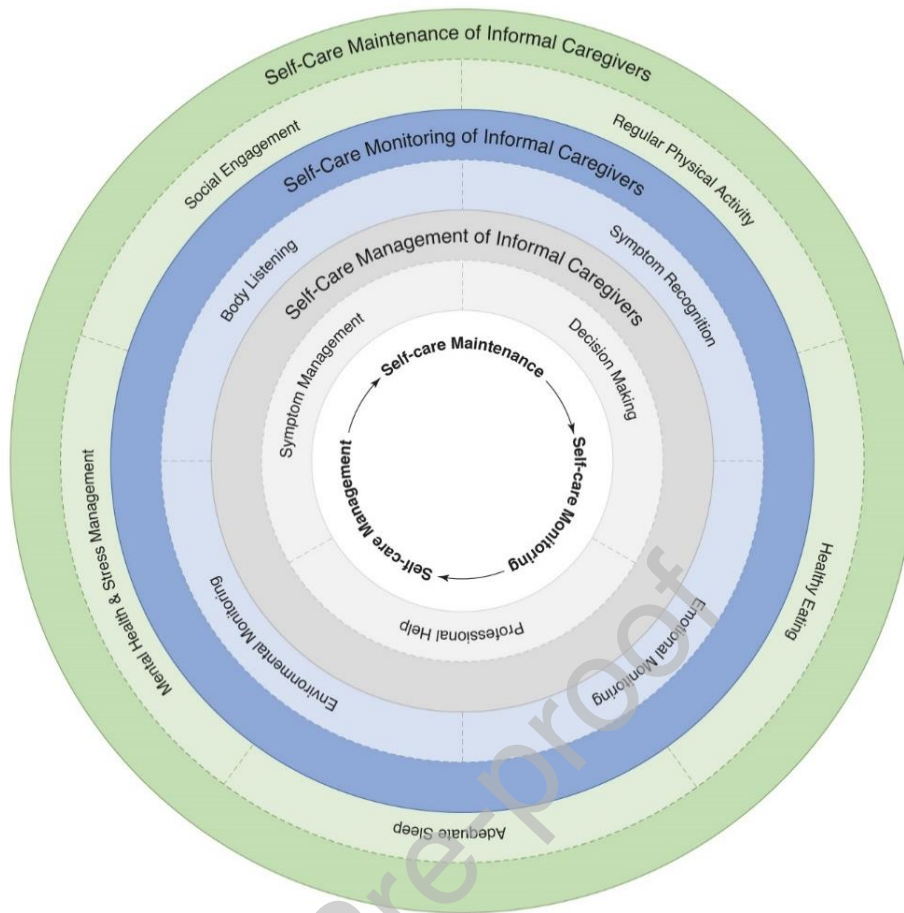 Self-Care Maintenance of Informal Caregivers
Social Engagement
Regular Physical Activity
Healthy Eating
Adequate Sleep
Mental Health & Stress Management
Self-Care Monitoring of Informal Caregivers
Body Listening
Symptom Recognition
Emotional Monitoring
Environmental Monitoring
Self-Care Management of Informal Caregivers
Symptom Management
Decision Making
Professional Help
Self-care Maintenance
Self-care Monitoring
Self-care Management
re-proof